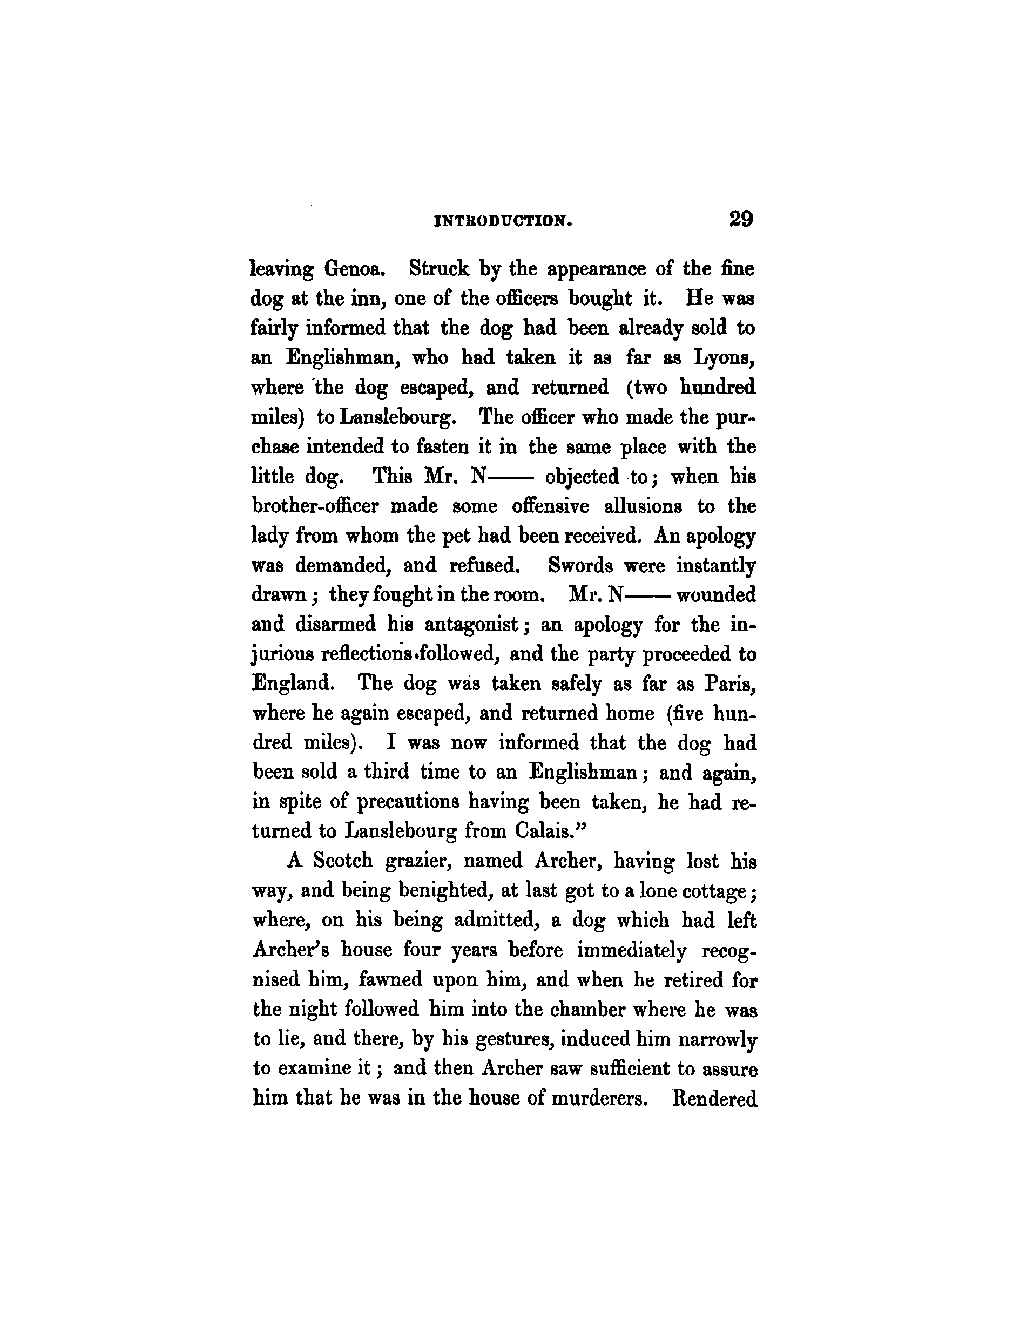 INTRODUCTION. 29
leaving Genoa. Struck by the appearance of the fine
dog at the inn, one of the officers bought it. He was
fairly informed that the dog had been already sold to
an Englishman, who had taken it as far as Lyons,
where the dog escaped, and returned (two hundred
miles) to Lanslebourg. The officer who made the pur-
chase intended to fasten it in the same place with the
little dog. This Mr. N—— objected to; when his
brother-officer made some offensive allusions to the
lady from whom the pet had been received. An apology
was demanded, and refused. Swords were instantly
drawn; they fought in the room. Mr. N—— wounded
and disarmed his antagonist; an apology for the in-
jurious reflections followed, and the party proceeded to
England. The dog was taken safely as far as Paris,
where he again escaped, and returned home (five hun-
dred miles). I was now informed that the dog had
been sold a third time to an Englishman; and again,
in spite of precautions having been taken, he had re-
turned to Lanslebourg from Calais.”
A Scotch grazier, named Archer, having lost his
way, and being benighted, at last got to a lone cottage;
where, on his being admitted, a dog which had left
Archer’s house four years before immediately recog-
nised him, fawned upon him, and when he retired for
the night followed him into the chamber where he was
to lie, and there, by his gestures, induced him narrowly
to examine it; and then Archer saw sufficient to assure
him that he was in the house of murderers. Rendered